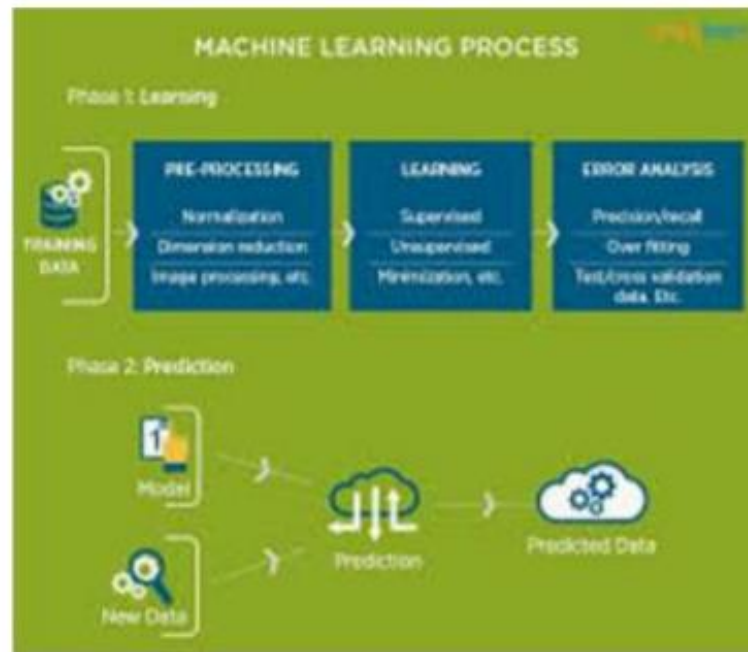 MACHINE LEARNING PROCESS
Phase 1: Learning
TRAINING
DATA
PRE-PROCESSING
Normalization
Dimension reduction
Image processing, etc.
LEARNING
Supervised
Unsupervised
Minimization, etc.
ERROR ANALYSIS
Precision/recall
Over fitting
Test/cross validation
data. Etc.
Phase 2: Prediction
1
Model
New Data
Prediction
Predicted Data